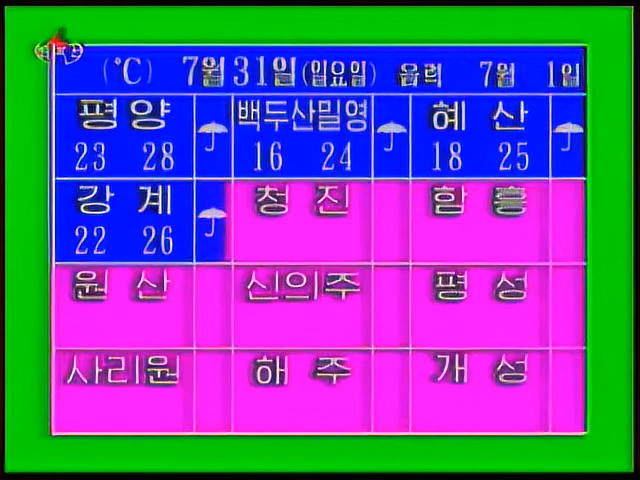 (℃) 7월 31일 (일요일) 음력 7월 1일
평양 백두산밀영 혜산
23 28 16 24 18 25
강계 청진 함흥
22 26
원산 신의주 평성
사리원 해주 개성